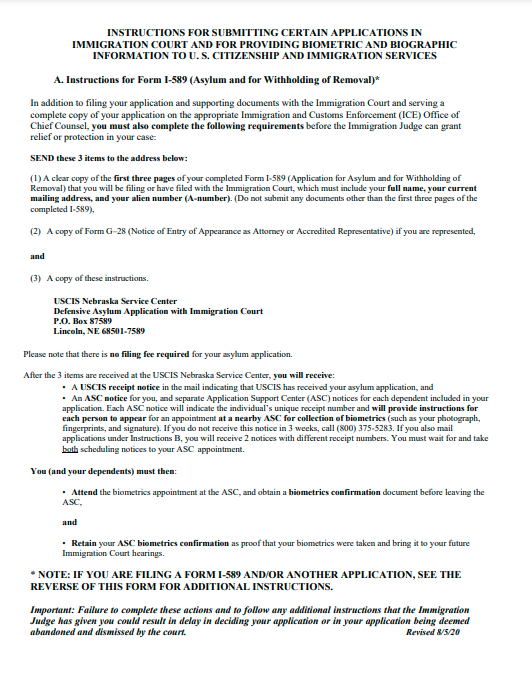 INSTRUCTIONS FOR SUBMITTING CERTAIN APPLICATIONS IN
IMMIGRATION COURT AND FOR PROVIDING BIOMETRIC AND BIOGRAPHIC
INFORMATION TO U. S. CITIZENSHIP AND IMMIGRATION SERVICES
A. Instructions for Form I-589 (Asylum and for Withholding of Removal)*
In addition to filing your application and supporting documents with the Immigration Court and serving a
complete copy of your application on the appropriate Immigration and Customs Enforcement (ICE) Office of
Chief Counsel, you must also complete the following requirements before the Immigration Judge can grant
relief or protection in your case:
SEND these 3 items to the address below:
(1) A clear copy of the first three pages of your completed Form I-589 (Application for Asylum and for Withholding of
Removal) that you will be filing or have filed with the Immigration Court, which must include your full name, your current
mailing address, and your alien number (A-number). (Do not submit any documents other than the first three pages of the
completed I-589),
(2) A copy of Form G–28 (Notice of Entry of Appearance as Attorney or Accredited Representative) if you are represented,
and
(3) A copy of these instructions.
USCIS Nebraska Service Center
Defensive Asylum Application with Immigration Court
P.O. Box 87589
Lincoln, NE 68501-7589
Please note that there is no filing fee required for your asylum application.
After the 3 items are received at the USCIS Nebraska Service Center, you will receive:
• A USCIS receipt notice in the mail indicating that USCIS has received your asylum application, and
• An ASC notice for you, and separate Application Support Center (ASC) notices for each dependent included in your
application. Each ASC notice will indicate the individual's unique receipt number and will provide instructions for
each person to appear for an appointment at a nearby ASC for collection of biometrics (such as your photograph,
fingerprints, and signature). If you do not receive this notice in 3 weeks, call (800) 375-5283. If you also mail
applications under Instructions B, you will receive 2 notices with different receipt numbers. You must wait for and take
both scheduling notices to your ASC appointment.
You (and your dependents) must then:
• Attend the biometrics appointment at the ASC, and obtain a biometrics confirmation document before leaving the
ASC,
and
• Retain your ASC biometrics confirmation as proof that your biometrics were taken and bring it to your future
Immigration Court hearings.
* NOTE: IF YOU ARE FILING A FORM I-589 AND/OR ANOTHER APPLICATION, SEE THE
REVERSE OF THIS FORM FOR ADDITIONAL INSTRUCTIONS.
Important: Failure to complete these actions and to follow any additional instructions that the Immigration
Judge has given you could result in delay in deciding your application or in your application being deemed
abandoned and dismissed by the court. Revised 8/5/20